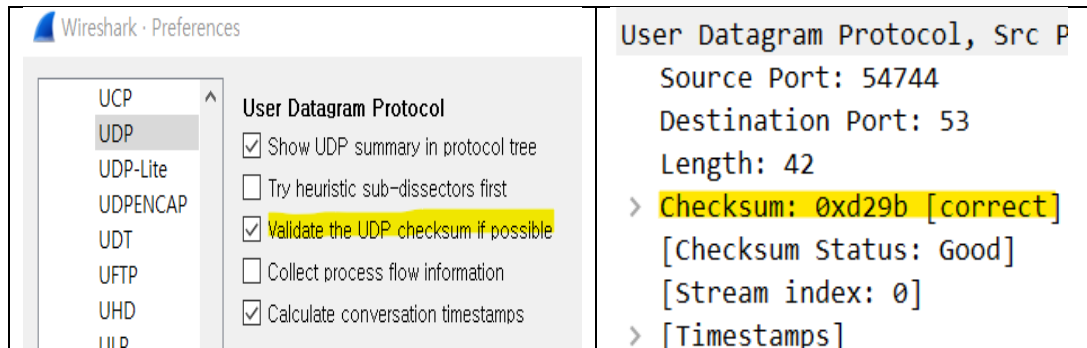 Wireshark · Preferences
UCP
UDP
UDP-Lite
UDPENCAP
UDT
UFTP
UHD
User Datagram Protocol
Show UDP summary in protocol tree
Try heuristic sub-dissectors first
Validate the UDP checksum if possible
Collect process flow information
Calculate conversation timestamps
User Datagram Protocol, Src P
Source Port: 54744
Destination Port: 53
Length: 42
Checksum: 0xd29b [correct]
[Checksum Status: Good]
[Stream index: 0]
[Timestamps]